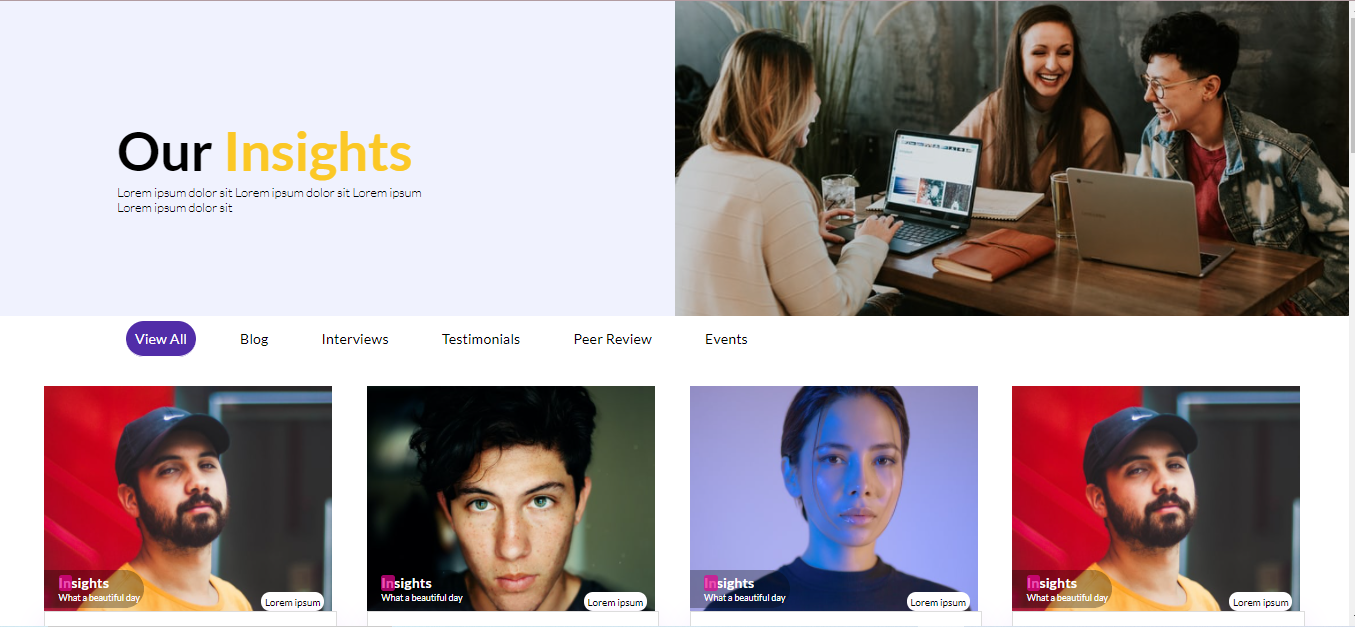 Our Insights
Lorem ipsum dolor sit Lorem ipsum dolor sit Lorem ipsum
Lorem ipsum dolor sit
View All Blog Interviews Testimonials Peer Review Events
Insights
What a beautiful day
Lorem ipsum
Insights
What a beautiful day
Lorem ipsum
Insights
What a beautiful day
Lorem ipsum
Insights
What a beautiful day
Lorem ipsum